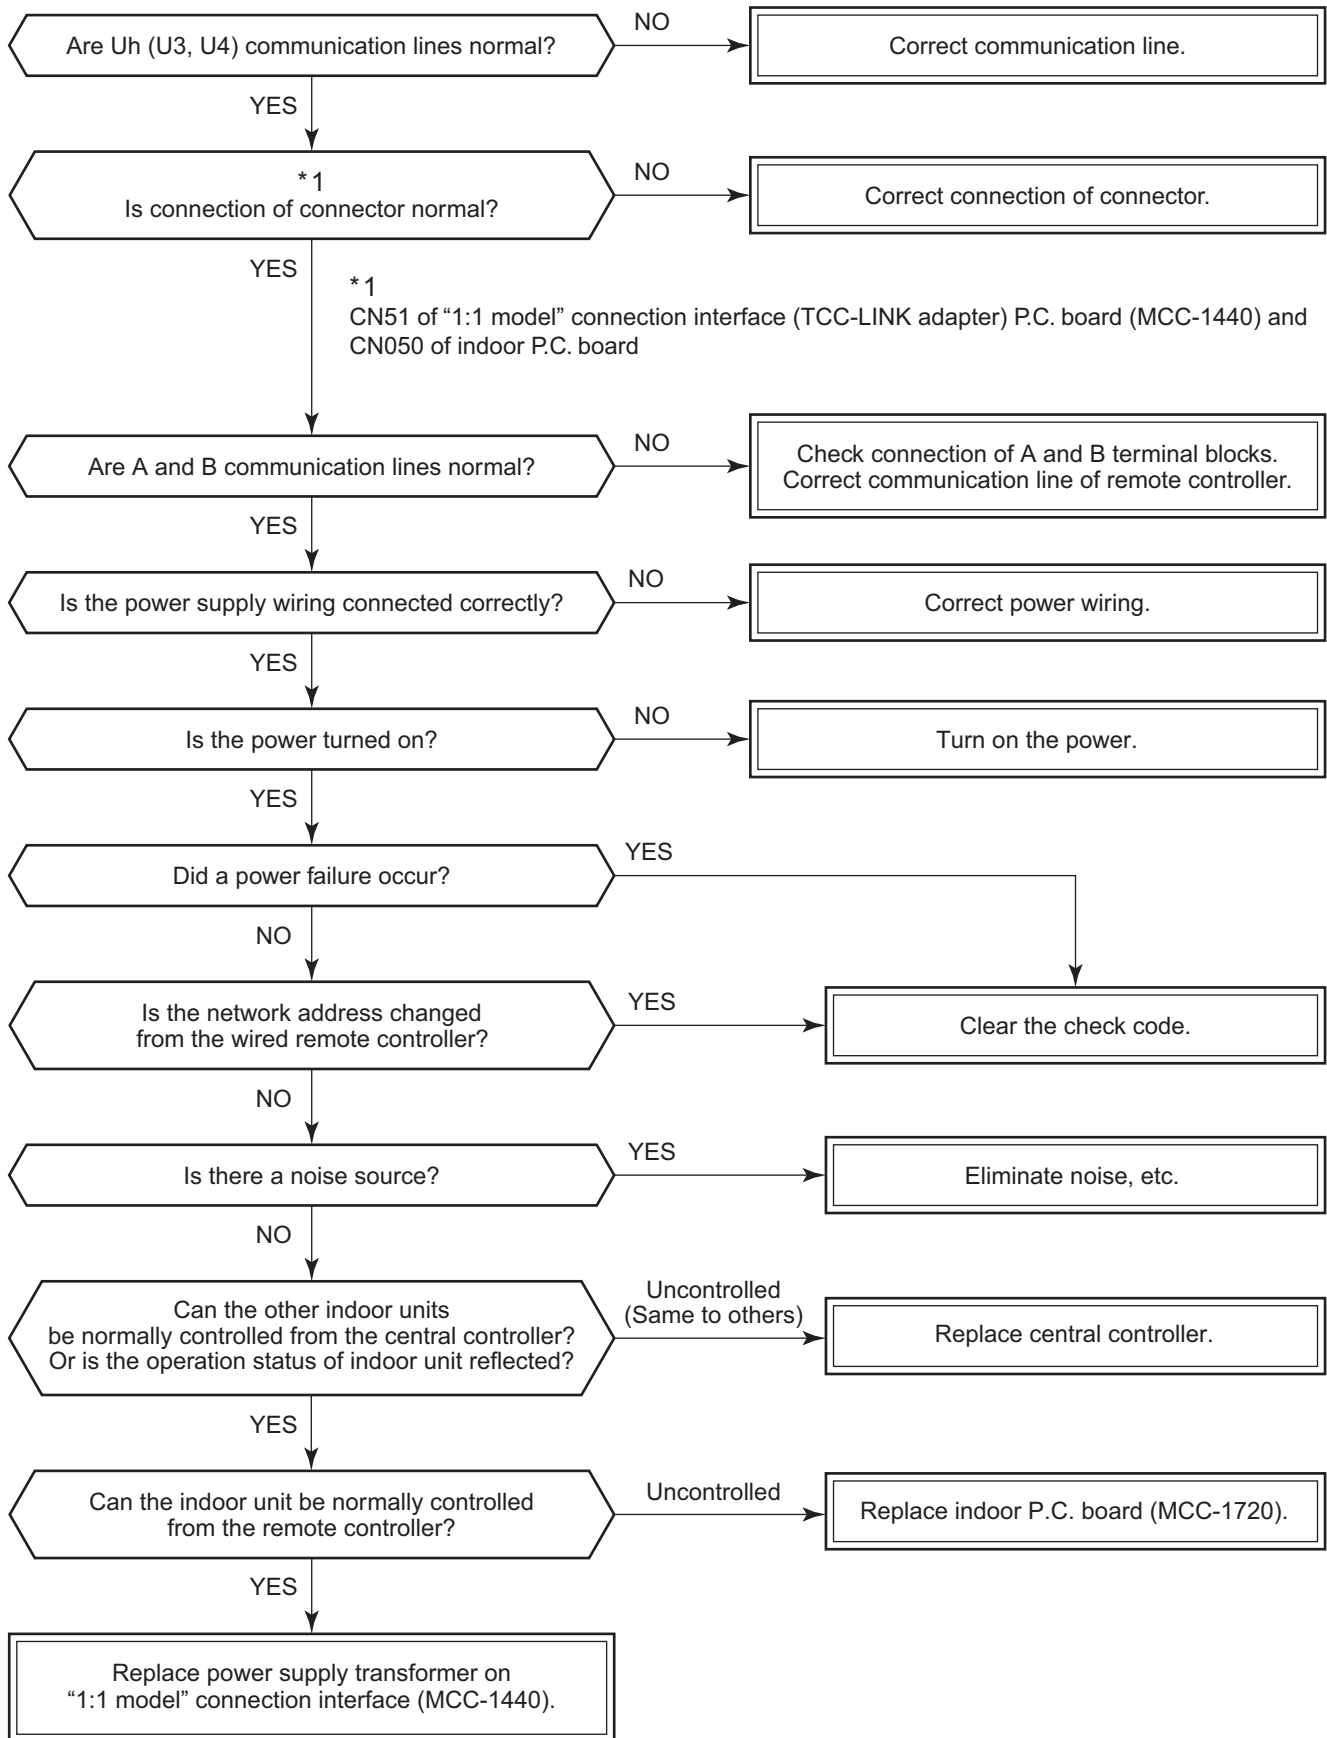 Are Uh (U3, U4) communication lines normal?
NO
Correct communication line.
YES
*1
Is connection of connector normal?
NO
Correct connection of connector.
YES
*1
CN51 of “1:1 model” connection interface (TCC-LINK adapter) P.C. board (MCC-1440) and
CN050 of indoor P.C. board
Are A and B communication lines normal?
NO
Check connection of A and B terminal blocks.
Correct communication line of remote controller.
YES
Is the power supply wiring connected correctly?
NO
Correct power wiring.
YES
Is the power turned on?
NO
Turn on the power.
YES
Did a power failure occur?
YES
NO
Is the network address changed
from the wired remote controller?
YES
Clear the check code.
NO
Is there a noise source?
YES
Eliminate noise, etc.
NO
Can the other indoor units
be normally controlled from the central controller?
Or is the operation status of indoor unit reflected?
Uncontrolled
(Same to others)
Replace central controller.
YES
Can the indoor unit be normally controlled
from the remote controller?
Uncontrolled
Replace indoor P.C. board (MCC-1720).
YES
Replace power supply transformer on
“1:1 model” connection interface (MCC-1440).